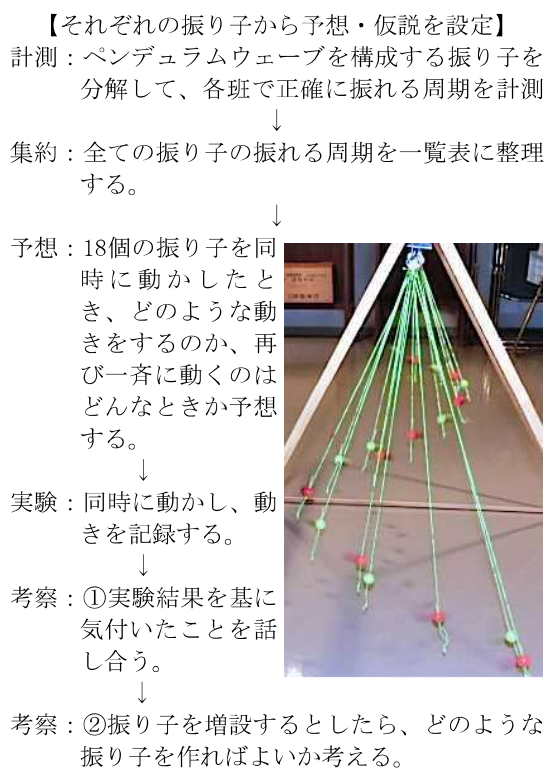 【それぞれの振り子から予想・仮説を設定】
計測：ペンデュラムウェーブを構成する振り子を
分解して、各班で正確に振れる周期を計測
↓
集約：全ての振り子の振れる周期を一覧表に整理
する。
↓
予想：18個の振り子を同
時に動かしたと
き、どのような動
きをするのか、再
び一斉に動くのは
どんなときか予想
する。
↓
実験：同時に動かし、動
きを記録する。
↓
考察：①実験結果を基に
気付いたことを話
し合う。
↓
考察：②振り子を増設するとしたら、どのような
振り子を作ればよいか考える。